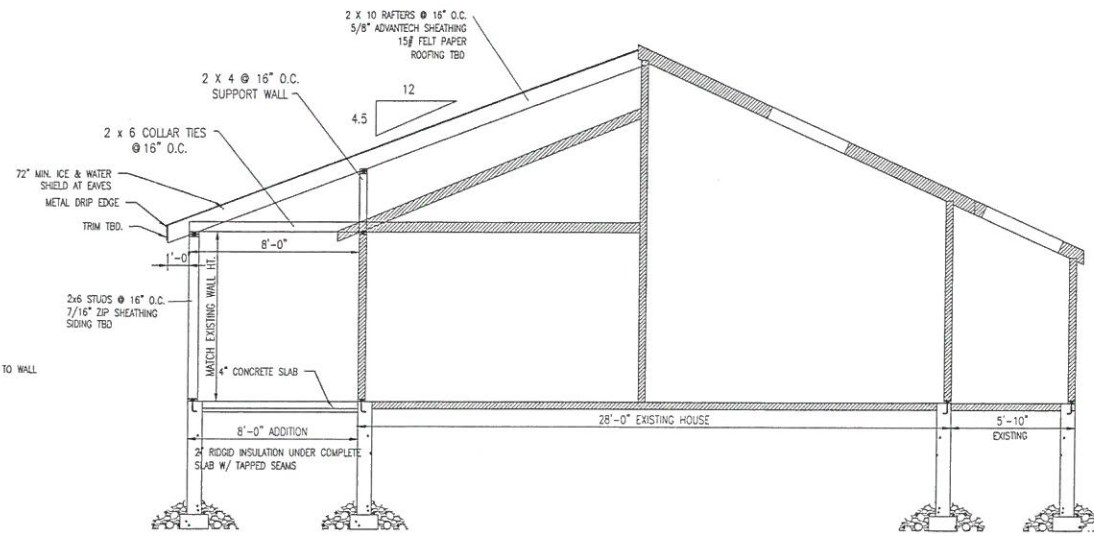 2 X 10 RAFTERS @ 16" O.C.
5/8" ADVANTECH SHEATHING
15# FELT PAPER
ROOFING TBD
2 X 4 @ 16" O.C.
SUPPORT WALL
12
4.5
2 x 6 COLLAR TIES
@ 16" O.C.
72" MIN. ICE & WATER
SHIELD AT EAVES
METAL DRIP EDGE
TRIM TBD.
8'-0"
1'-0"
MATCH EXISTING WALL HT.
2x6 STUDS @ 16" O.C.
7/16" ZIP SHEATHING
SIDING TBD
TO WALL
4" CONCRETE SLAB
28'-0" EXISTING HOUSE
5'-10"
EXISTING
8'-0" ADDITION
2" RIDGID INSULATION UNDER COMPLETE
SLAB W/ TAPPED SEAMS